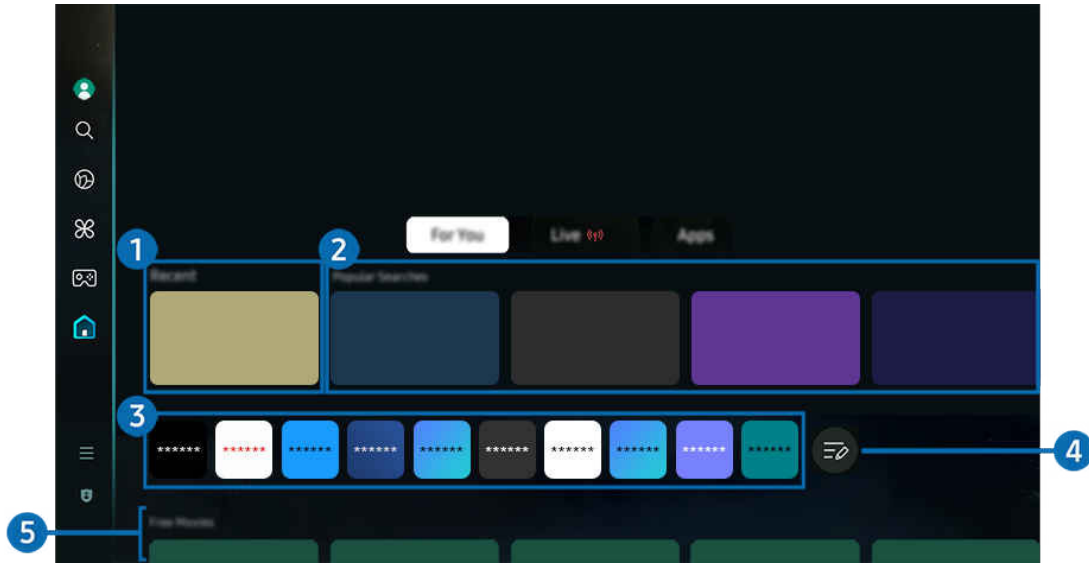 For You Live Apps
1 2
Recent Popular Searches
3
****** ****** ****** ****** ****** ****** ****** ****** ****** ******
4
5
Free Movies